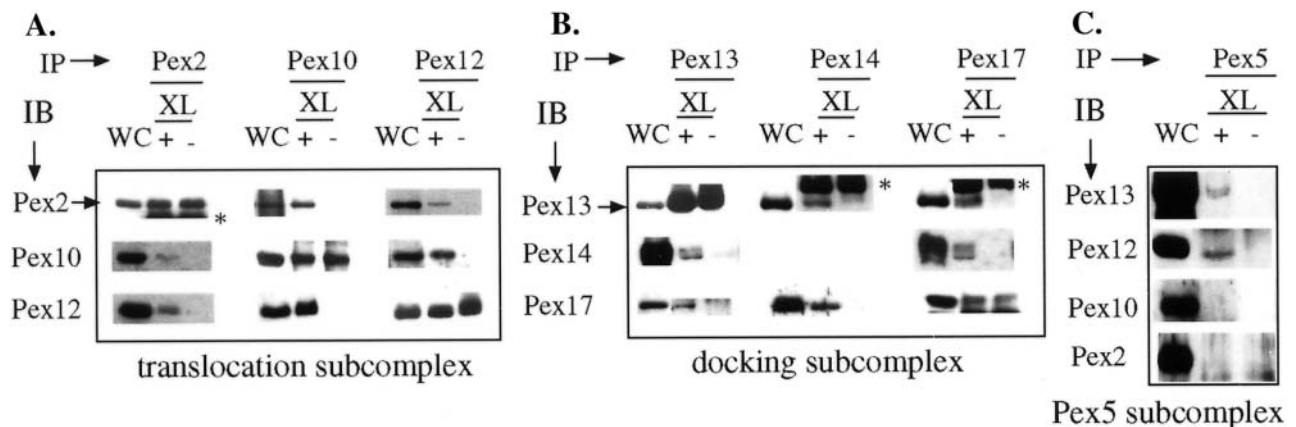 A.
IP → Pex2 Pex10 Pex12
XL XL XL
IB
WC + - WC + - WC + -
Pex2
*
Pex10
Pex12
translocation subcomplex
B.
IP → Pex13 Pex14 Pex17
XL XL XL
IB
WC + - WC + - WC + -
* *
Pex13
Pex14
Pex17
docking subcomplex
C.
IP → Pex5
XL
IB
WC + -
Pex13
Pex12
Pex10
Pex2
Pex5 subcomplex